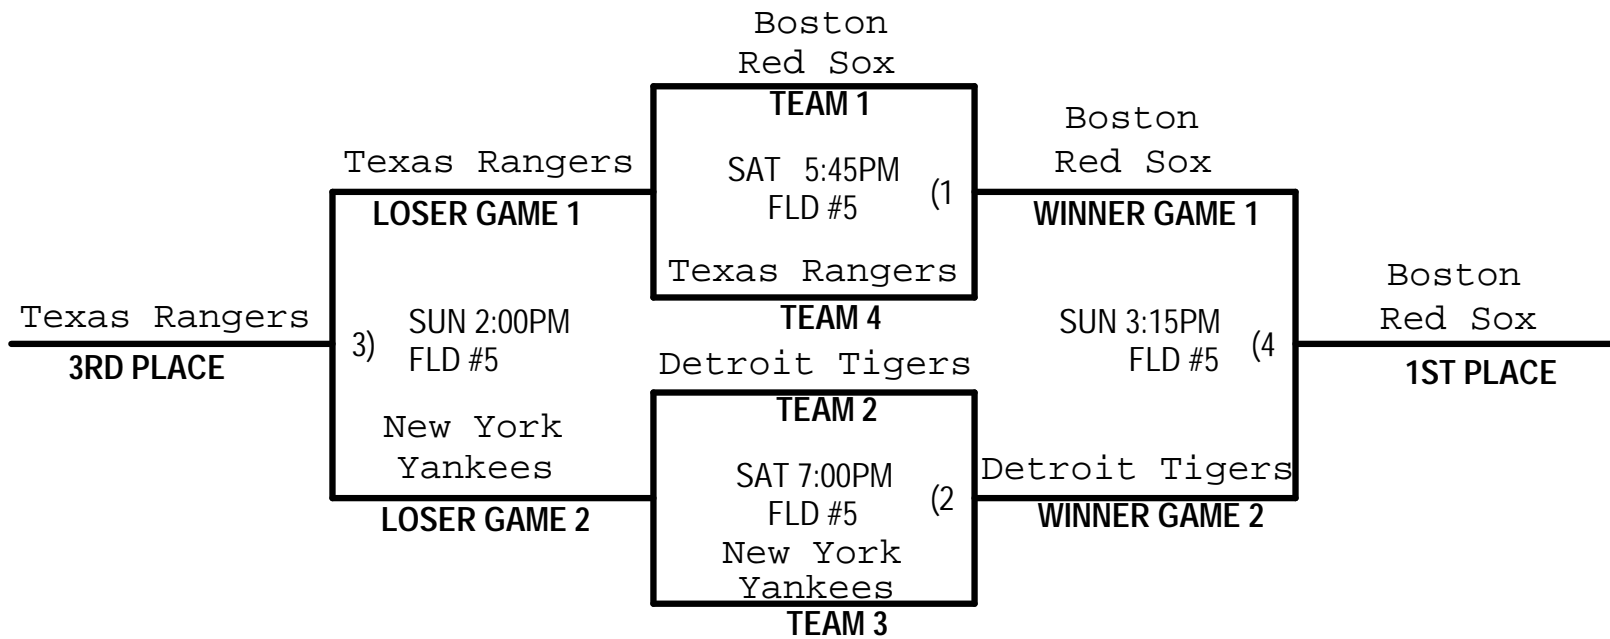 Boston
Red Sox
TEAM 1
SAT 5:45PM
FLD #5
(1
Texas Rangers
TEAM 4
Texas Rangers
LOSER GAME 1
Boston
Red Sox
WINNER GAME 1
Texas Rangers
3RD PLACE
3)
SUN 2:00PM
FLD #5
SUN 3:15PM
FLD #5
(4
Boston
Red Sox
1ST PLACE
Detroit Tigers
TEAM 2
SAT 7:00PM
FLD #5
(2
New York
Yankees
TEAM 3
New York
Yankees
LOSER GAME 2
Detroit Tigers
WINNER GAME 2